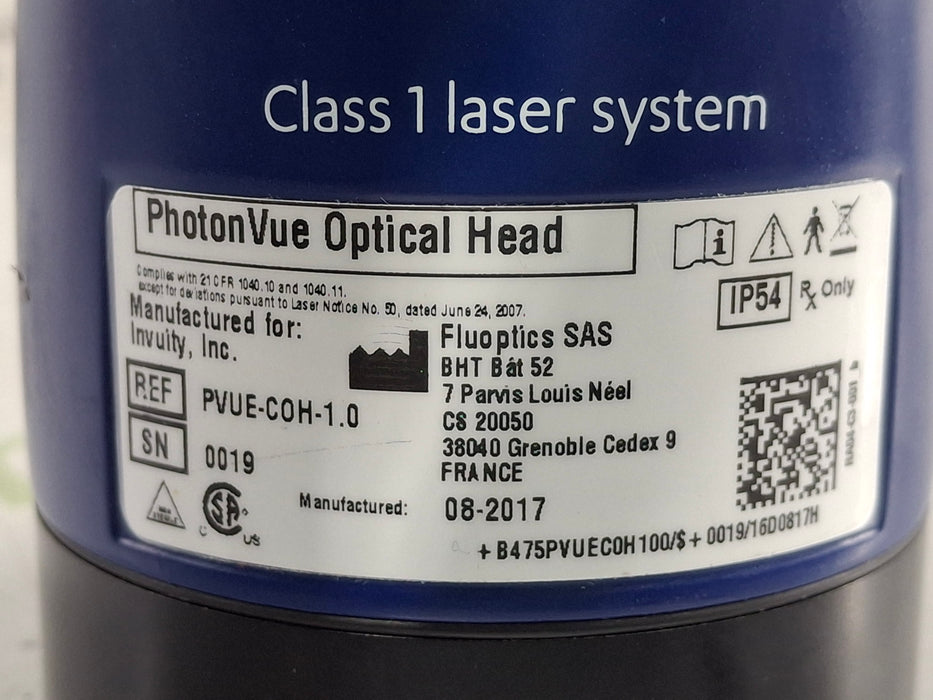 Class 1 laser system
PhotonVue Optical Head
Complies with 21 CFR 1040.10 and 1040.11.
except for deviations pursuant to Laser Notice No. 50, dated June 24, 2007.
IP54
Rx Only
Manufactured for:
Invuity, Inc.
Fluoptics SAS
BHT Bât 52
7 Parvis Louis Néel
CS 20050
38040 Grenoble Cedex 9
FRANCE
REF
PVUE-COH-1.0
SN
0019
SA
C US
Manufactured:
08-2017
+B475PVUECOH100/$+0019/16D0817H